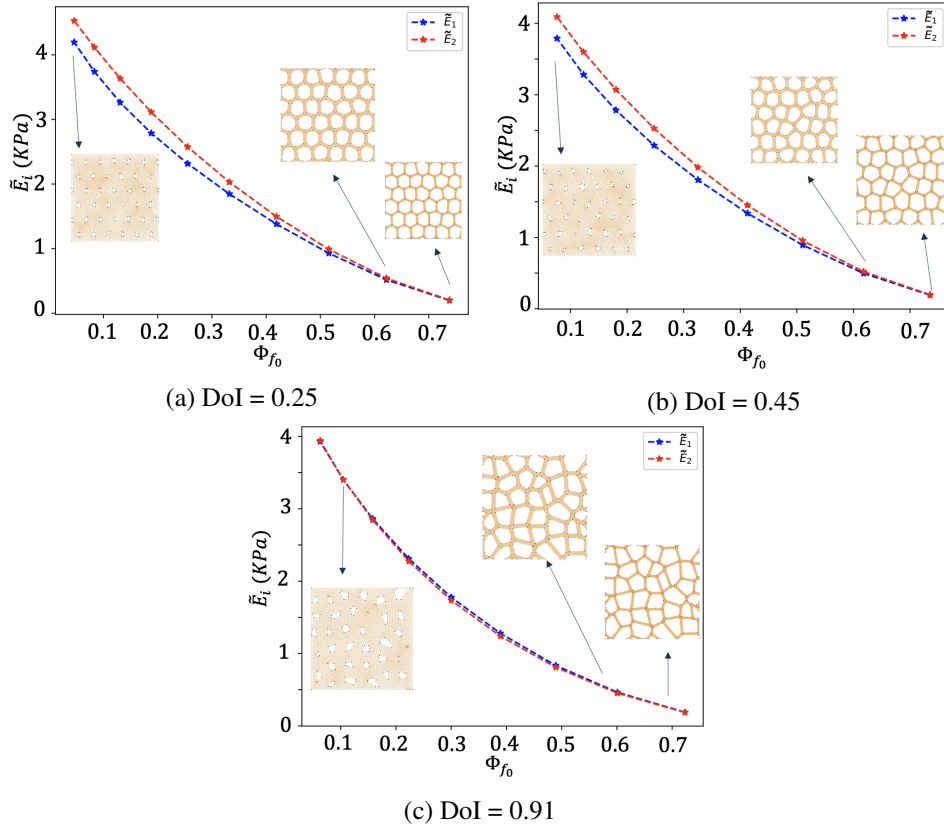 4
3
2
1
0
Ẽᵢ (KPa)
Ẽ₁
Ẽ₂
0.1 0.2 0.3 0.4 0.5 0.6 0.7
Φ_f₀
(a) DoI = 0.25
4
3
2
1
0
Ẽᵢ (KPa)
Ẽ₁
Ẽ₂
0.1 0.2 0.3 0.4 0.5 0.6 0.7
Φ_f₀
(b) DoI = 0.45
4
3
2
1
0
Ẽᵢ (KPa)
Ẽ₁
Ẽ₂
0.1 0.2 0.3 0.4 0.5 0.6 0.7
Φ_f₀
(c) DoI = 0.91